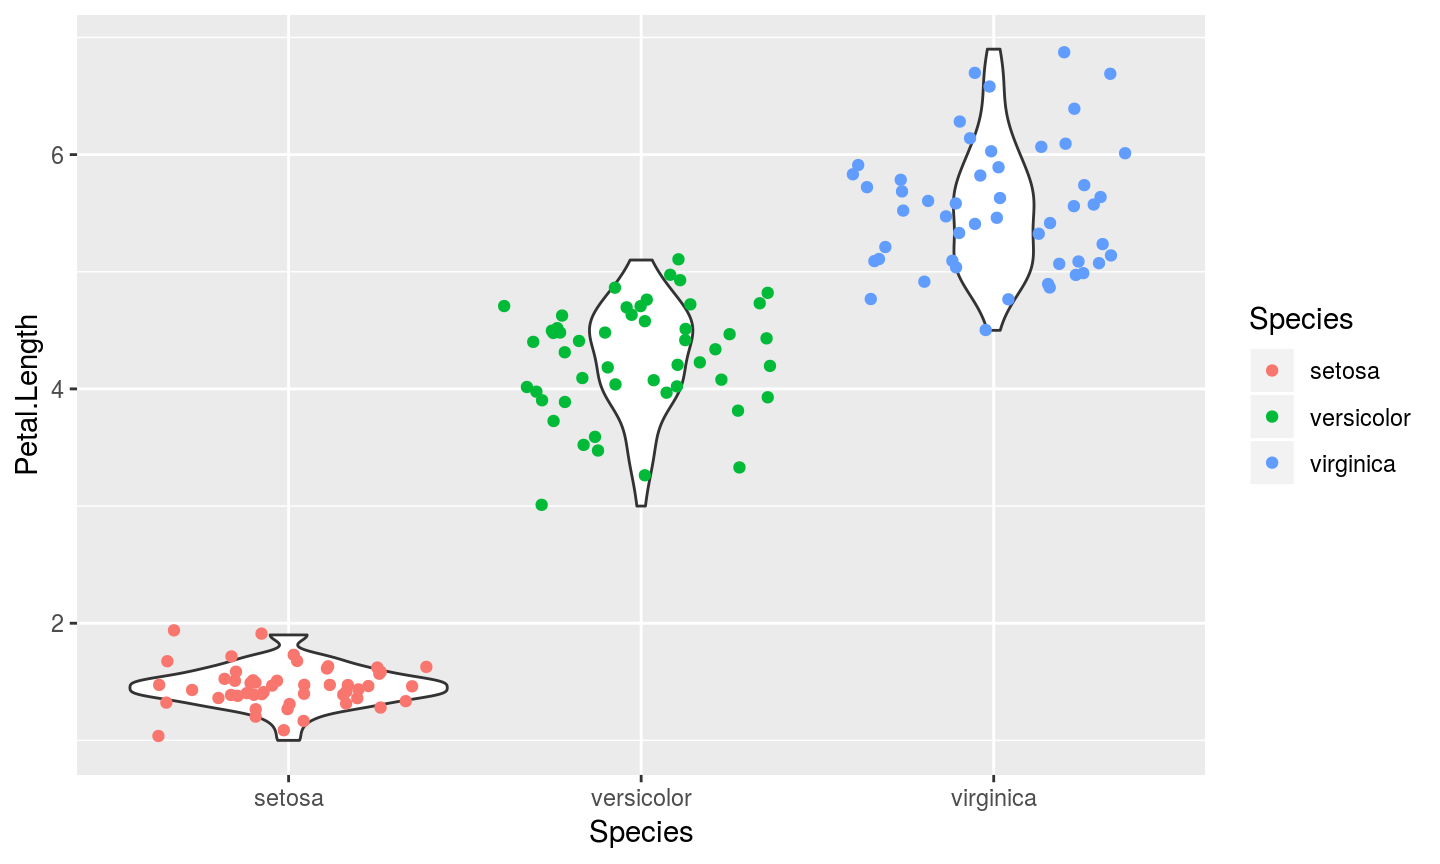 Petal.Length
6
4
2
setosa
versicolor
virginica
Species
Species
setosa
versicolor
virginica